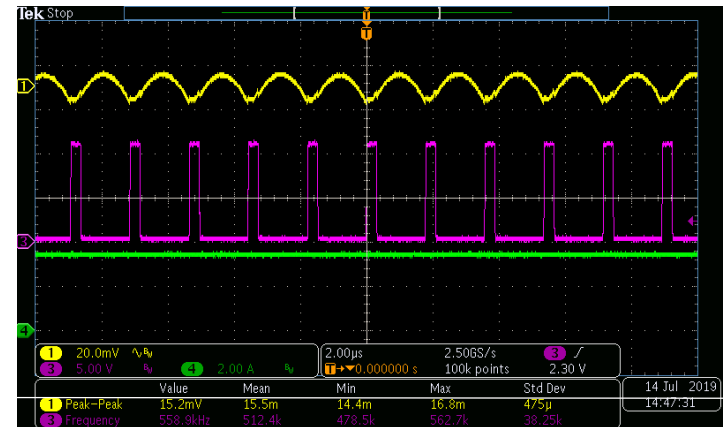 Tek Stop
T
T
1
3
4
1 20.0mV ∿ BW 2.00µs 2.50GS/s 3 ∫
3 5.00 V BW 4 2.00 A BW T→▼0.000000 s 100k points 2.30 V
Value Mean Min Max Std Dev
1 Peak-Peak 15.2mV 15.5m 14.4m 16.8m 475µ
3 Frequency 558.9kHz 512.4k 478.5k 562.7k 38.25k
14 Jul 2019
14:47:31